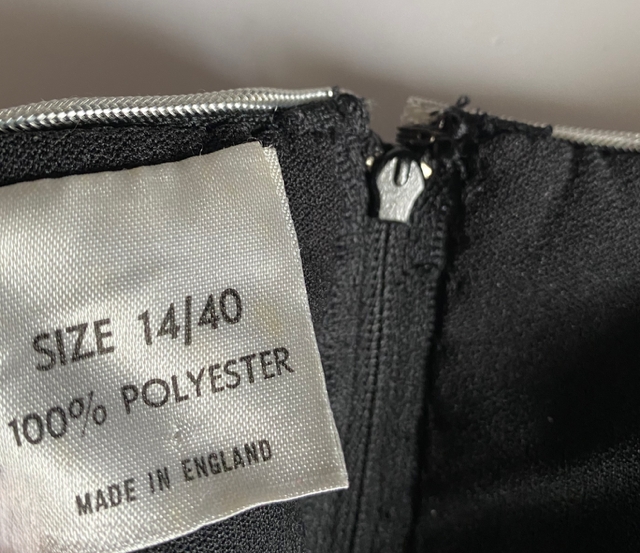 SIZE 14/40
100% POLYESTER
MADE IN ENGLAND